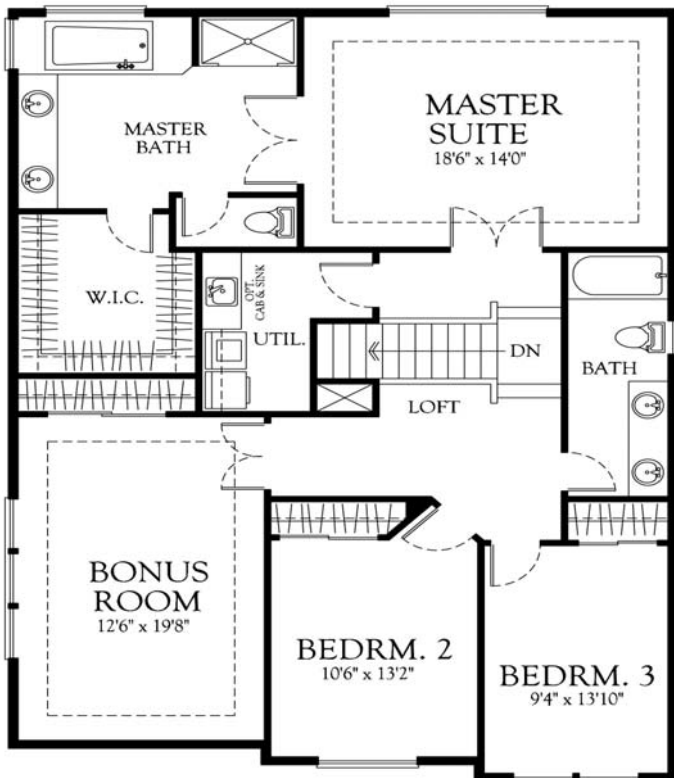 MASTER
SUITE
18'6" x 14'0"
MASTER
BATH
W.I.C.
OPT.
CAB & SINK
UTIL.
DN
BATH
LOFT
BONUS
ROOM
12'6" x 19'8"
BEDRM. 2
10'6" x 13'2"
BEDRM. 3
9'4" x 13'10"